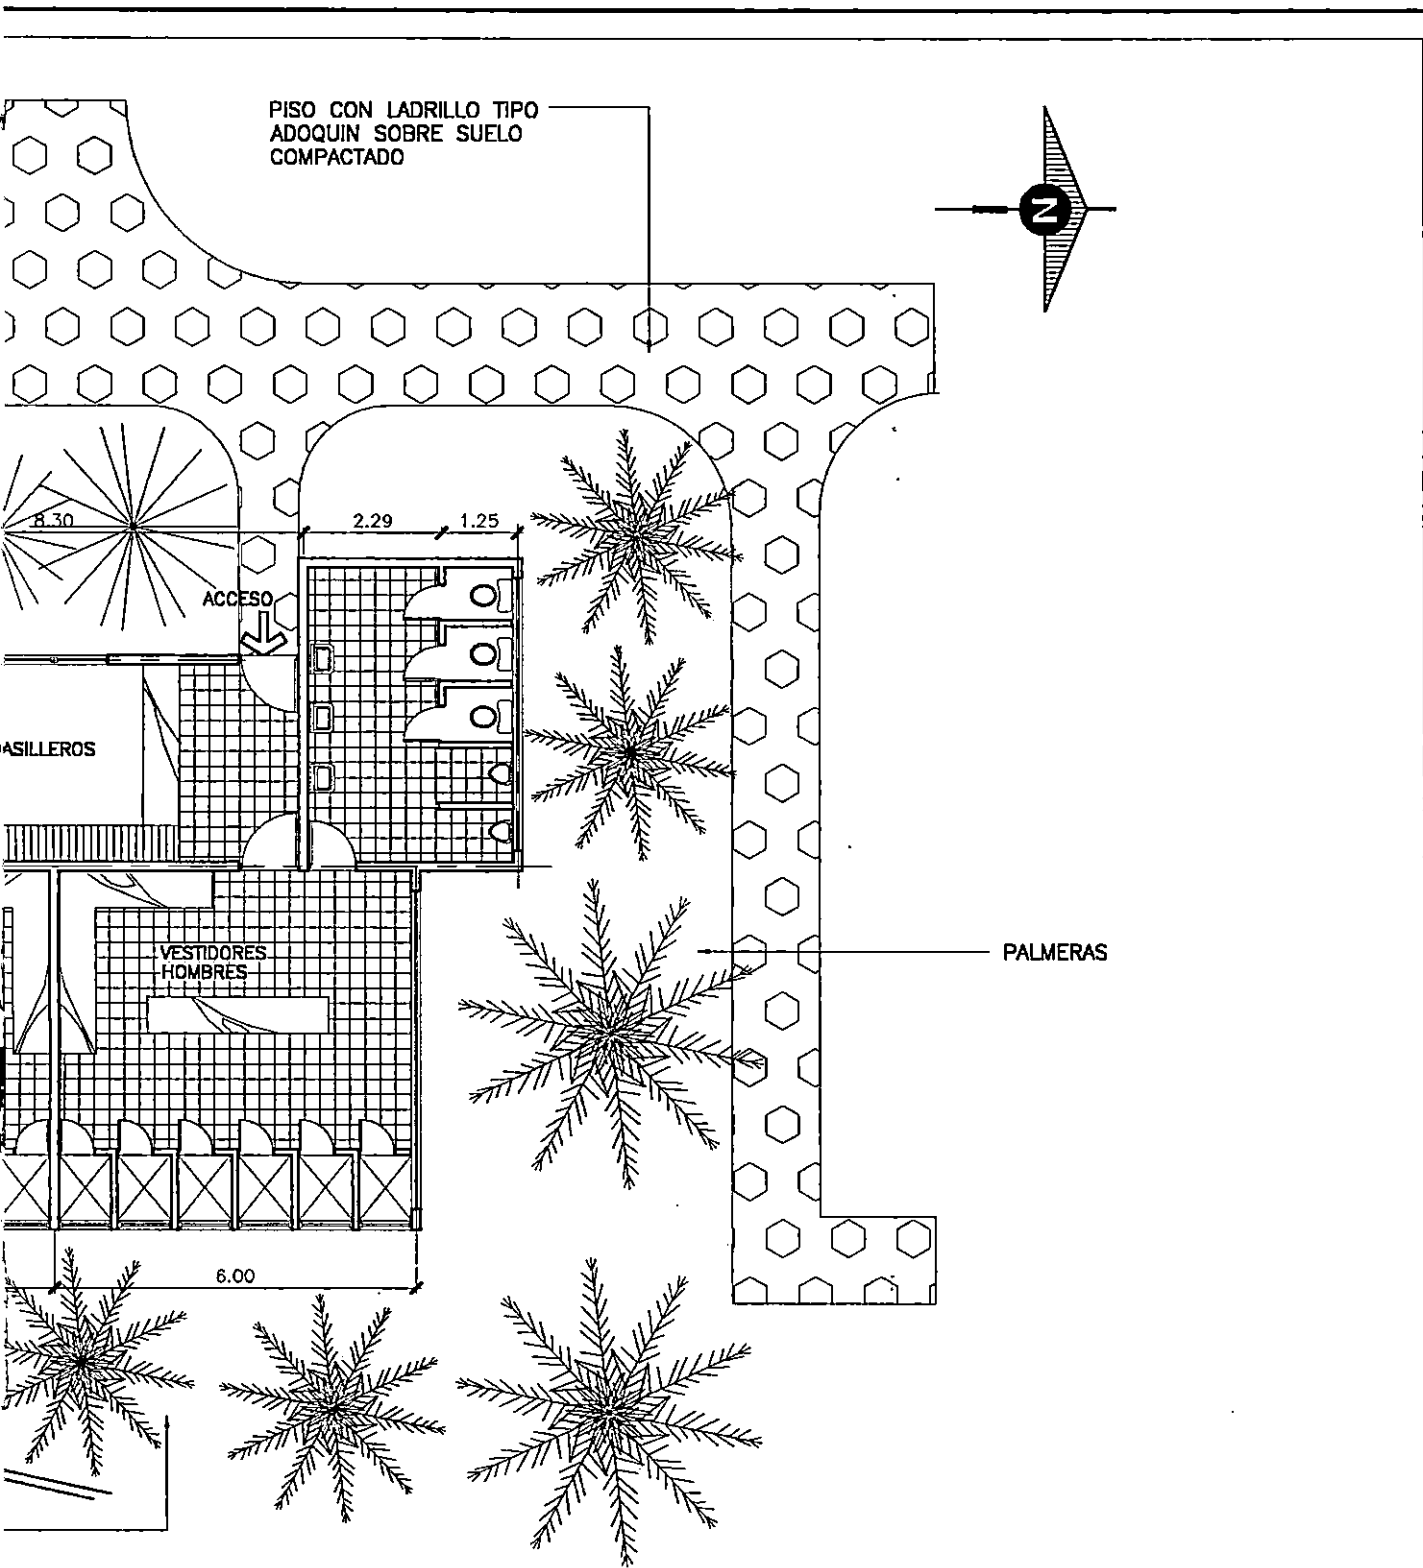 PISO CON LADRILLO TIPO
ADOQUIN SOBRE SUELO
COMPACTADO
N
8.30
2.29
1.25
ACCESO
ASILLEROS
VESTIDORES
HOMBRES
PALMERAS
6.00